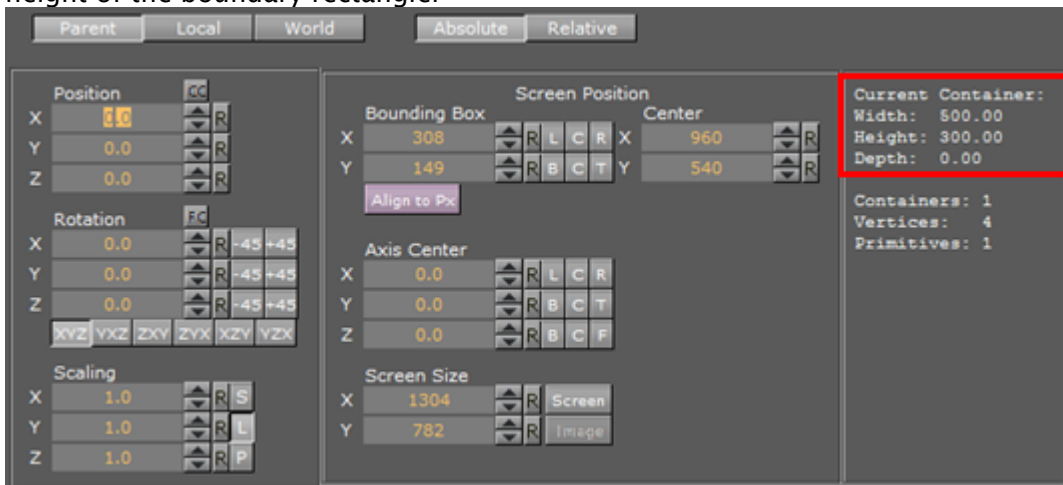 height of the boundary rectangle.
Parent Local World Absolute Relative
Position CC
X 0.0 R
Y 0.0 R
Z 0.0 R
Rotation EC
X 0.0 R -45 +45
Y 0.0 R -45 +45
Z 0.0 R -45 +45
XYZ YXZ ZXY ZYX XZY YZX
Scaling
X 1.0 R S
Y 1.0 R L
Z 1.0 R P
Screen Position
Bounding Box Center
X 308 R L C R X 960 R
Y 149 R B C T Y 540 R
Align to Px
Axis Center
X 0.0 R L C R
Y 0.0 R B C T
Z 0.0 R B C F
Screen Size
X 1304 R Screen
Y 782 R Image
Current Container:
Width: 500.00
Height: 300.00
Depth: 0.00
Containers: 1
Vertices: 4
Primitives: 1